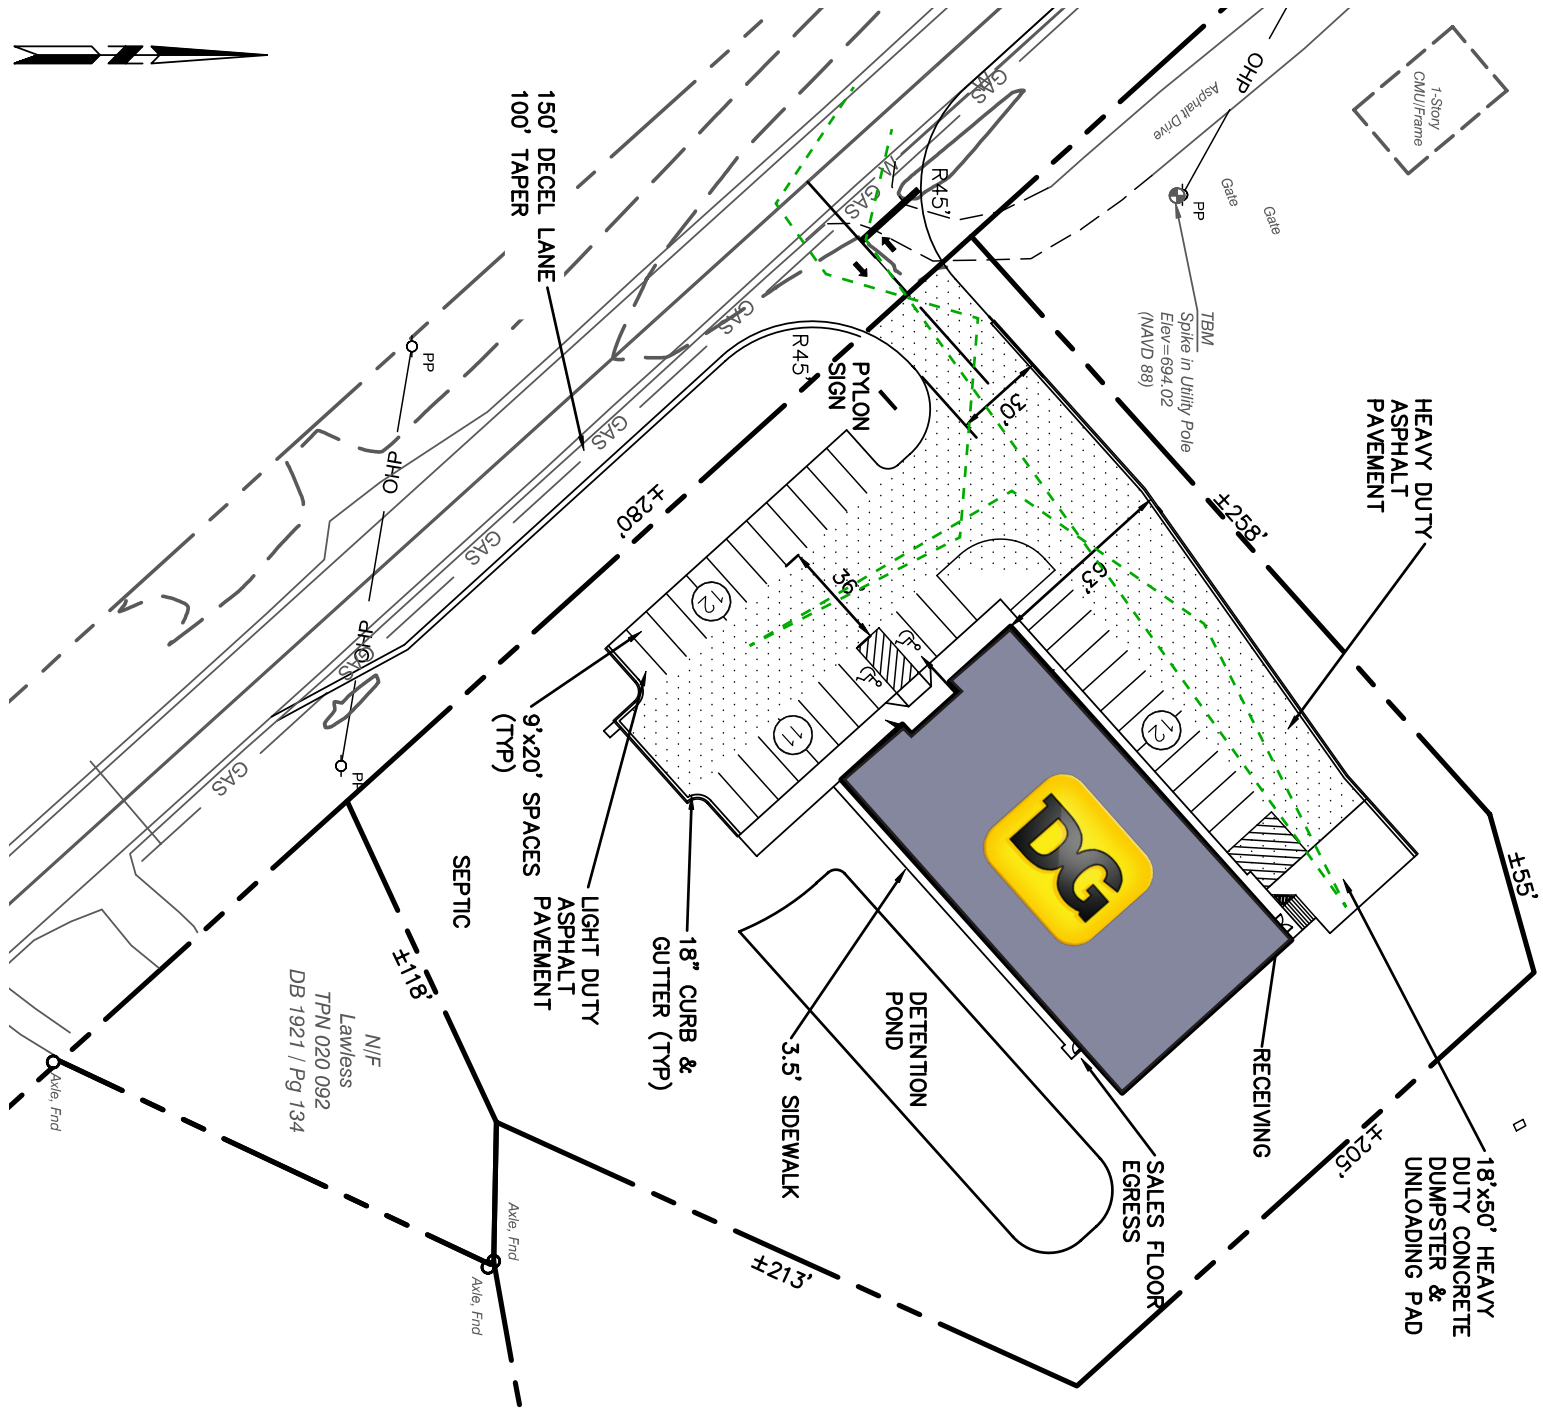 150' DECEL LANE
100' TAPER
HEAVY DUTY
ASPHALT
PAVEMENT
1-Story
CMU/Frame
Asphalt Drive
Gate
Gate
OHP
PP
TBM
Spike in Utility Pole
Elev=694.02
(NAVD 88)
GAS
W
R45'
GAS
W
GAS
R45'
PYLON
SIGN
30'
±258'
PP
OHP
GAS
GAS
±280'
36'
63'
12
12
11
OHP
GAS
PP
GAS
9'x20' SPACES
(TYP)
LIGHT DUTY
ASPHALT
PAVEMENT
18" CURB &
GUTTER (TYP)
3.5' SIDEWALK
DETENTION
POND
SALES FLOOR
EGRESS
RECEIVING
18'x50' HEAVY
DUTY CONCRETE
DUMPSTER &
UNLOADING PAD
DG
±55'
±205'
±213'
±118'
SEPTIC
N/F
Lawless
TPN 020 092
DB 1921 / Pg 134
Axle, Fnd
Axle, Fnd
Axle, Fnd